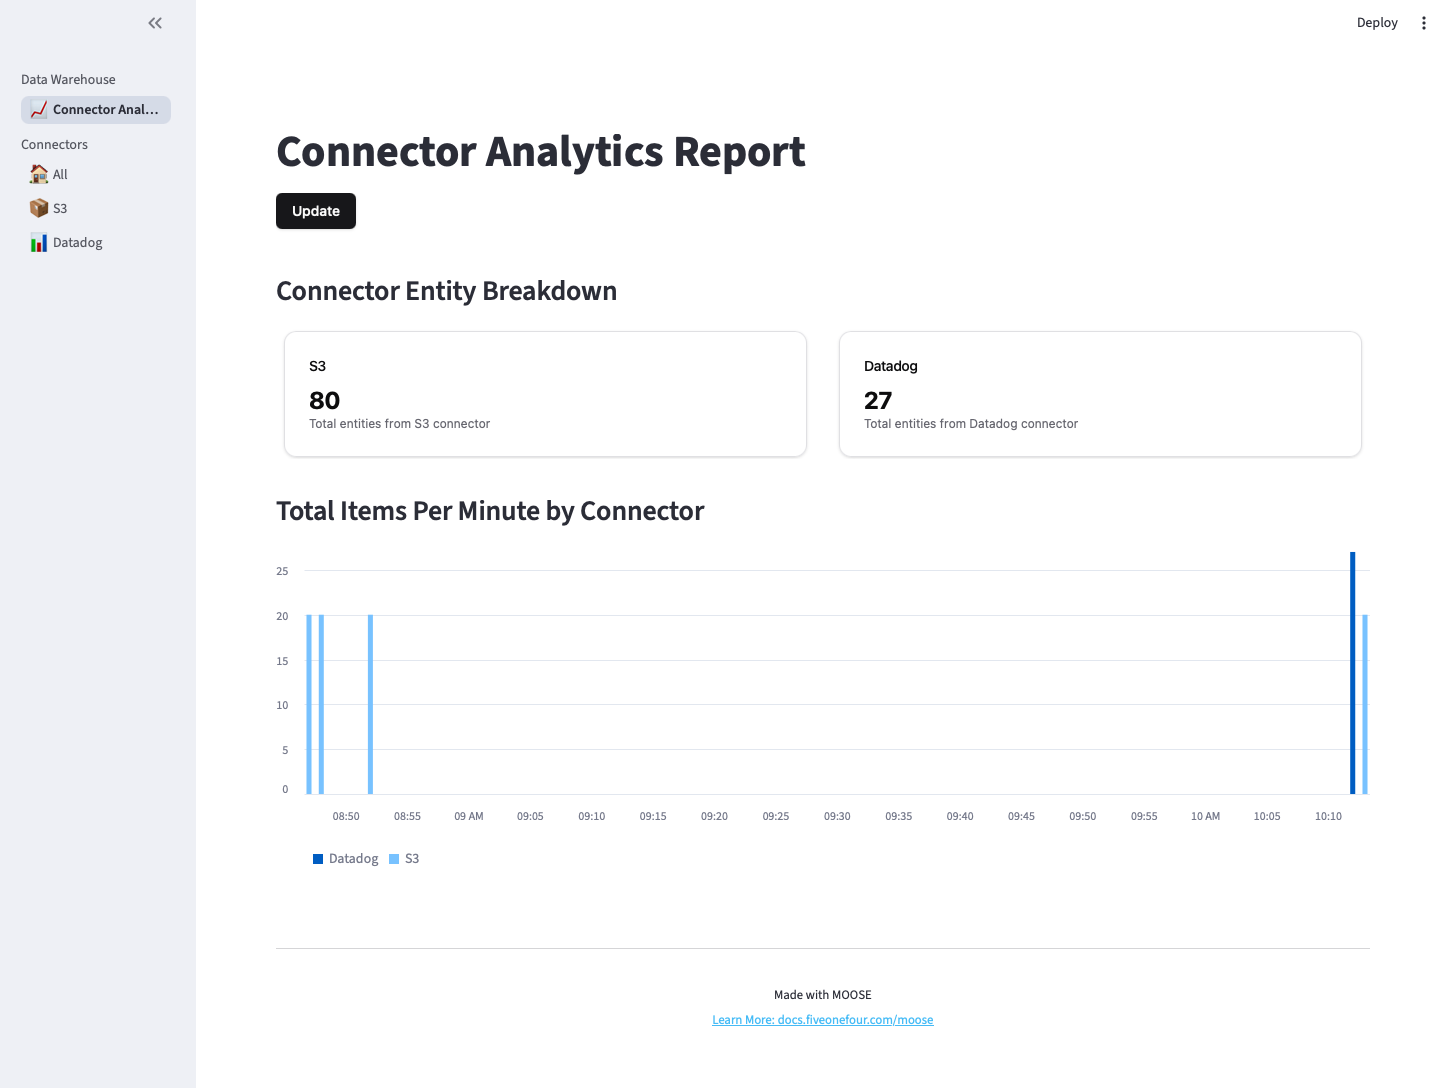 Deploy
Data Warehouse
Connector Anal...
Connectors
All
S3
Datadog
Connector Analytics Report
Update
Connector Entity Breakdown
S3
80
Total entities from S3 connector
Datadog
27
Total entities from Datadog connector
Total Items Per Minute by Connector
25
20
15
10
5
0
08:50 08:55 09 AM 09:05 09:10 09:15 09:20 09:25 09:30 09:35 09:40 09:45 09:50 09:55 10 AM 10:05 10:10
Datadog S3
Made with MOOSE
Learn More: docs.fiveonefour.com/moose